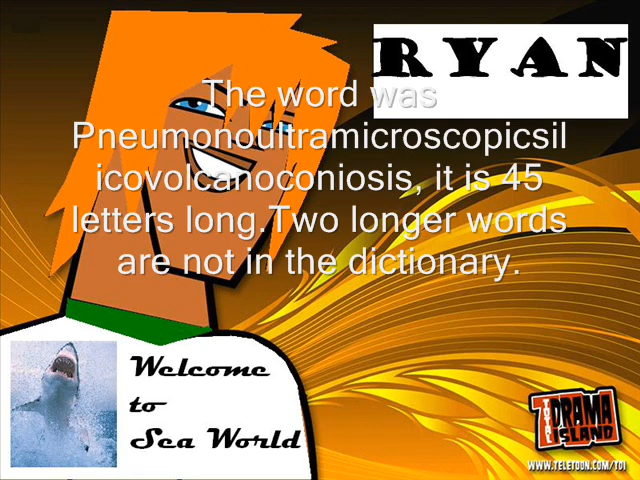 RYAN
The word was
Pneumonoultramicroscopicsil
icovolcanoconiosis, it is 45
letters long.Two longer words
are not in the dictionary.
Welcome
to
Sea World
TOTAL
DRAMA
ISLAND
WWW.TELETOON.COM/TDI